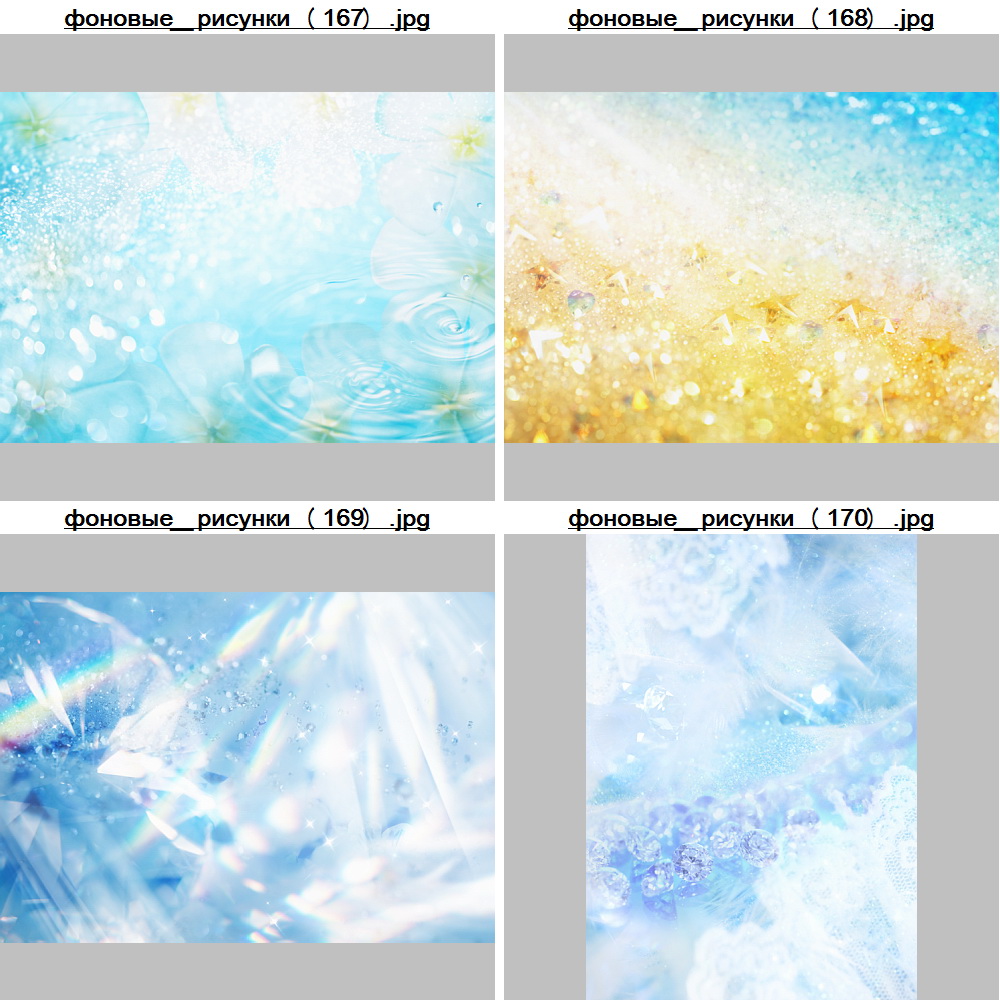 фоновые__рисунки ( 167) .jpg
фоновые__рисунки ( 168) .jpg
фоновые__рисунки ( 169) .jpg
фоновые__рисунки ( 170) .jpg